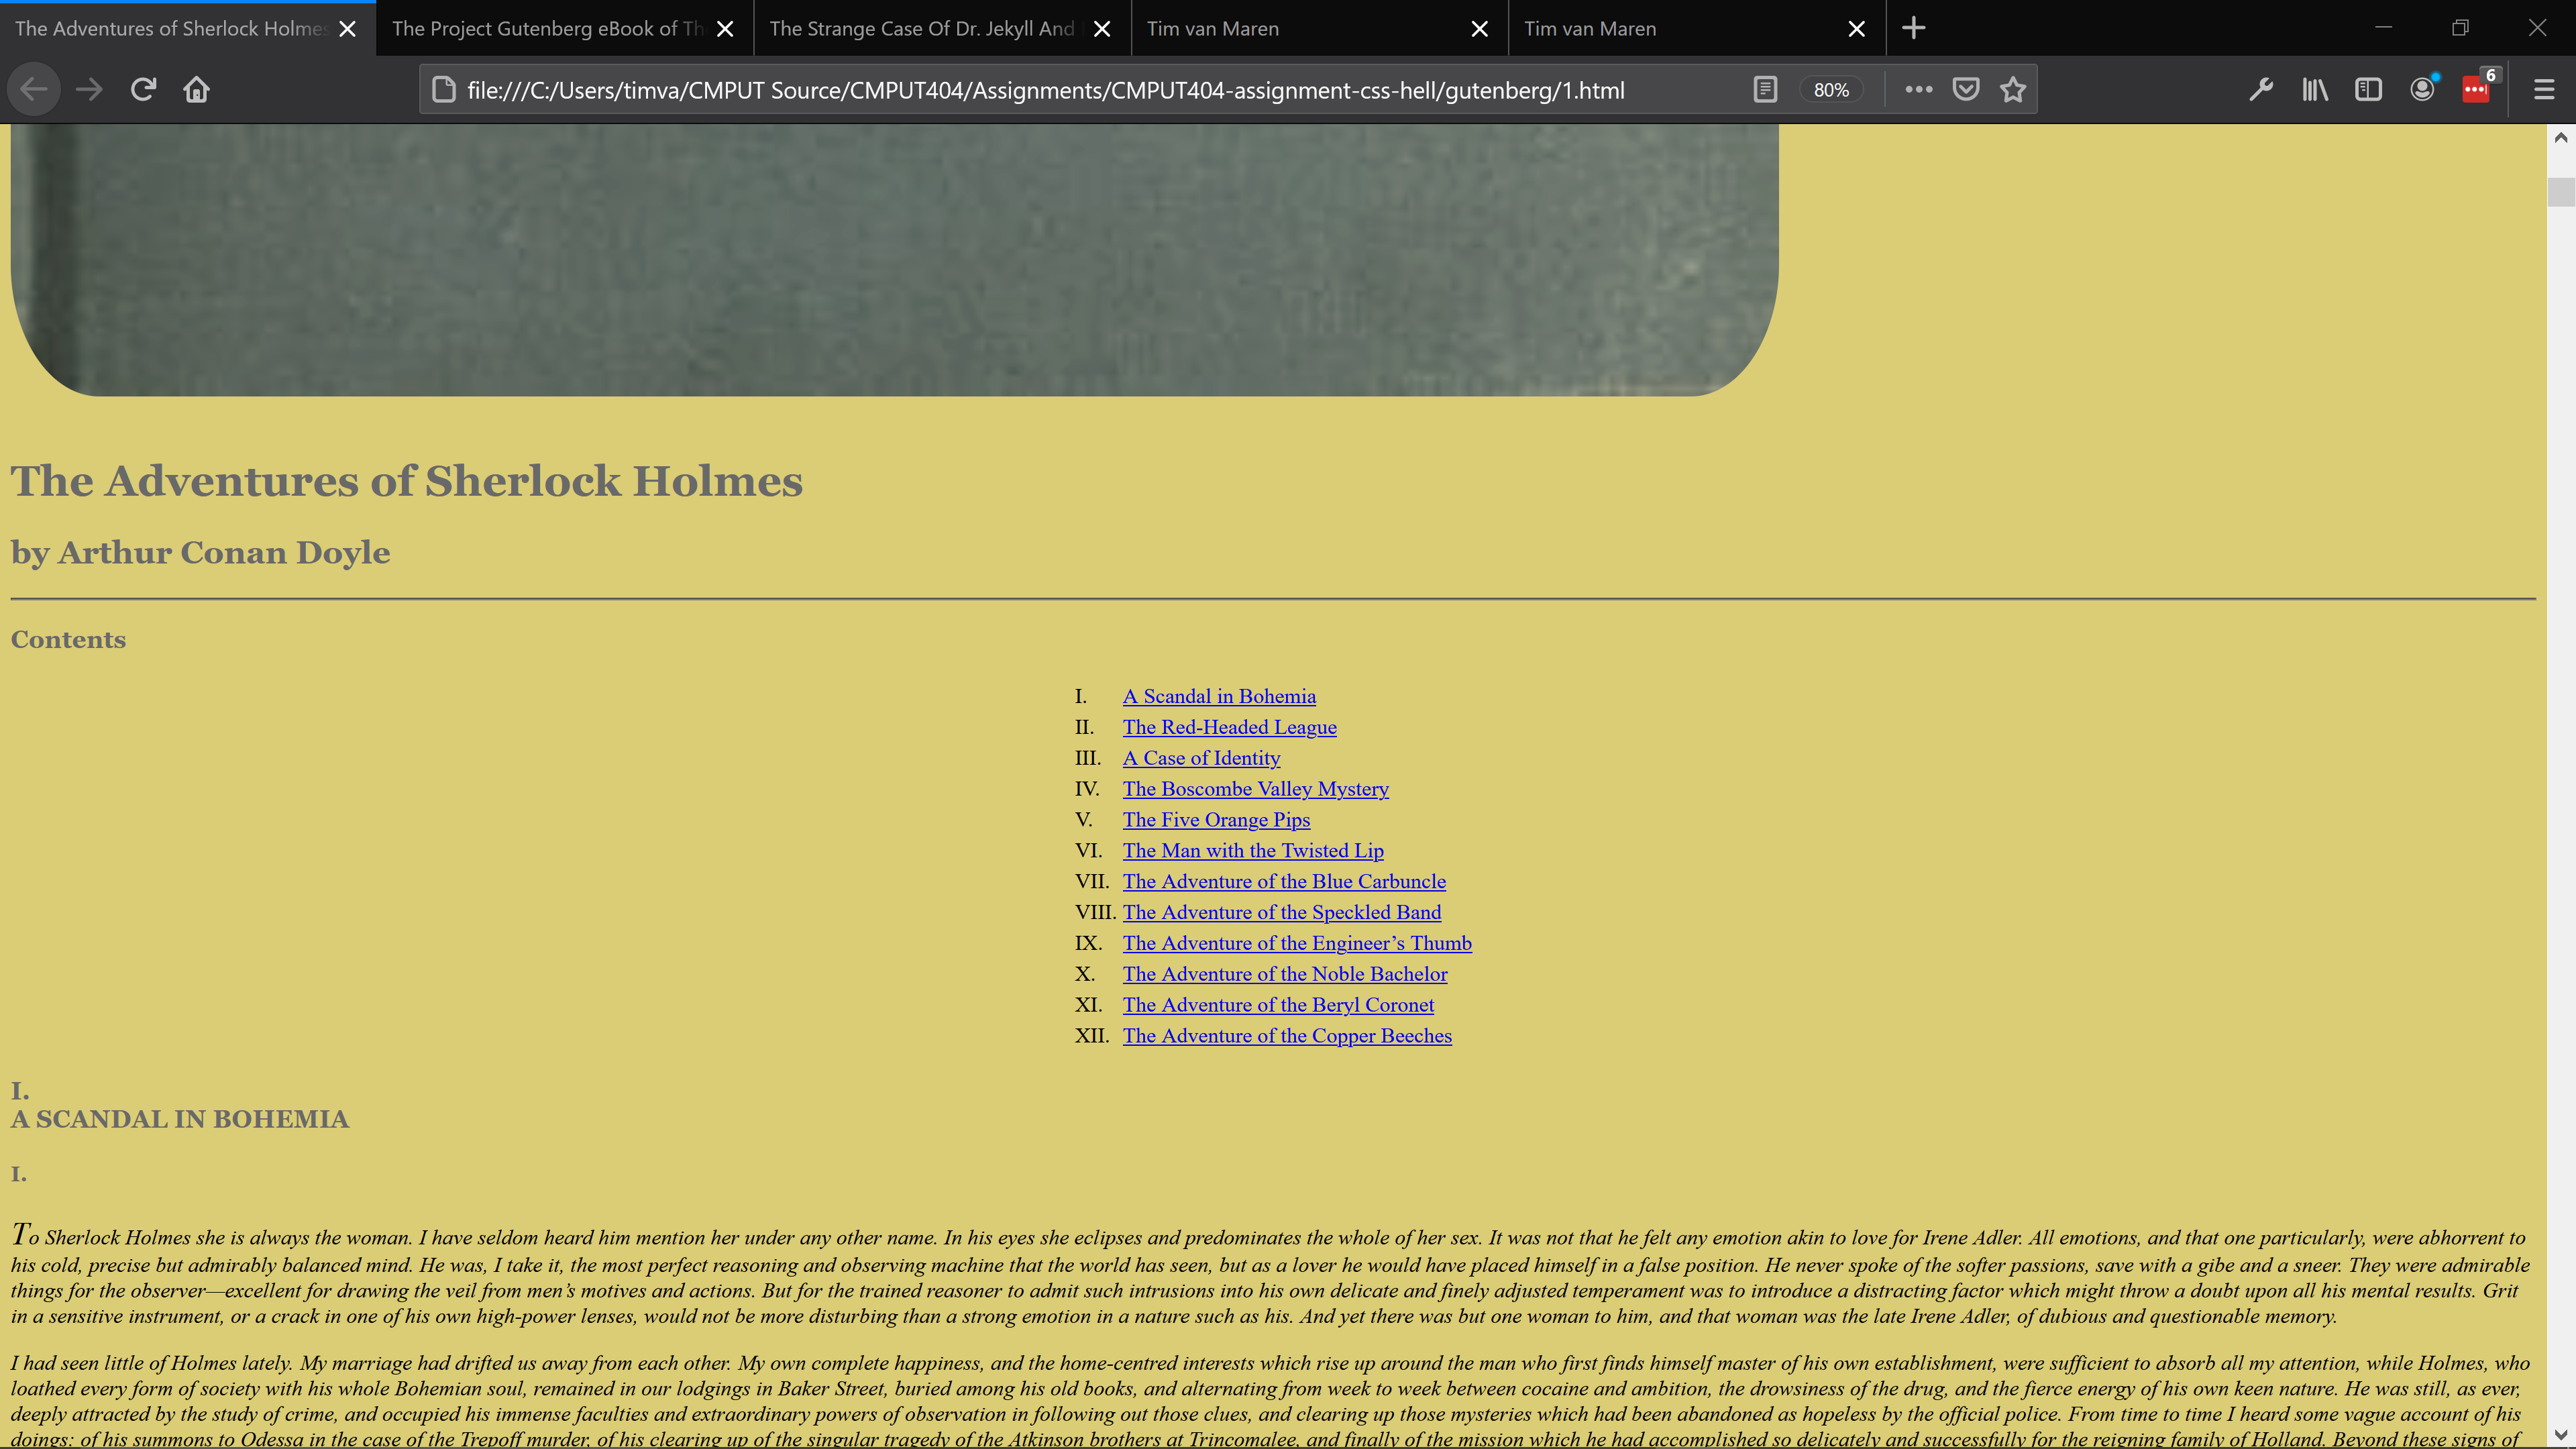 The Adventures of Sherlock Holmes
The Project Gutenberg eBook of Th
The Strange Case Of Dr. Jekyll And
Tim van Maren
Tim van Maren
file:///C:/Users/timva/CMPUT Source/CMPUT404/Assignments/CMPUT404-assignment-css-hell/gutenberg/1.html
80%
6
The Adventures of Sherlock Holmes
by Arthur Conan Doyle
Contents
I. A Scandal in Bohemia
II. The Red-Headed League
III. A Case of Identity
IV. The Boscombe Valley Mystery
V. The Five Orange Pips
VI. The Man with the Twisted Lip
VII. The Adventure of the Blue Carbuncle
VIII. The Adventure of the Speckled Band
IX. The Adventure of the Engineer’s Thumb
X. The Adventure of the Noble Bachelor
XI. The Adventure of the Beryl Coronet
XII. The Adventure of the Copper Beeches
I.
A SCANDAL IN BOHEMIA
I.
To Sherlock Holmes she is always the woman. I have seldom heard him mention her under any other name. In his eyes she eclipses and predominates the whole of her sex. It was not that he felt any emotion akin to love for Irene Adler. All emotions, and that one particularly, were abhorrent to
his cold, precise but admirably balanced mind. He was, I take it, the most perfect reasoning and observing machine that the world has seen, but as a lover he would have placed himself in a false position. He never spoke of the softer passions, save with a gibe and a sneer. They were admirable
things for the observer—excellent for drawing the veil from men’s motives and actions. But for the trained reasoner to admit such intrusions into his own delicate and finely adjusted temperament was to introduce a distracting factor which might throw a doubt upon all his mental results. Grit
in a sensitive instrument, or a crack in one of his own high-power lenses, would not be more disturbing than a strong emotion in a nature such as his. And yet there was but one woman to him, and that woman was the late Irene Adler, of dubious and questionable memory.
I had seen little of Holmes lately. My marriage had drifted us away from each other. My own complete happiness, and the home-centred interests which rise up around the man who first finds himself master of his own establishment, were sufficient to absorb all my attention, while Holmes, who
loathed every form of society with his whole Bohemian soul, remained in our lodgings in Baker Street, buried among his old books, and alternating from week to week between cocaine and ambition, the drowsiness of the drug, and the fierce energy of his own keen nature. He was still, as ever,
deeply attracted by the study of crime, and occupied his immense faculties and extraordinary powers of observation in following out those clues, and clearing up those mysteries which had been abandoned as hopeless by the official police. From time to time I heard some vague account of his
doings: of his summons to Odessa in the case of the Trepoff murder, of his clearing up of the singular tragedy of the Atkinson brothers at Trincomalee, and finally of the mission which he had accomplished so delicately and successfully for the reigning family of Holland. Beyond these signs of